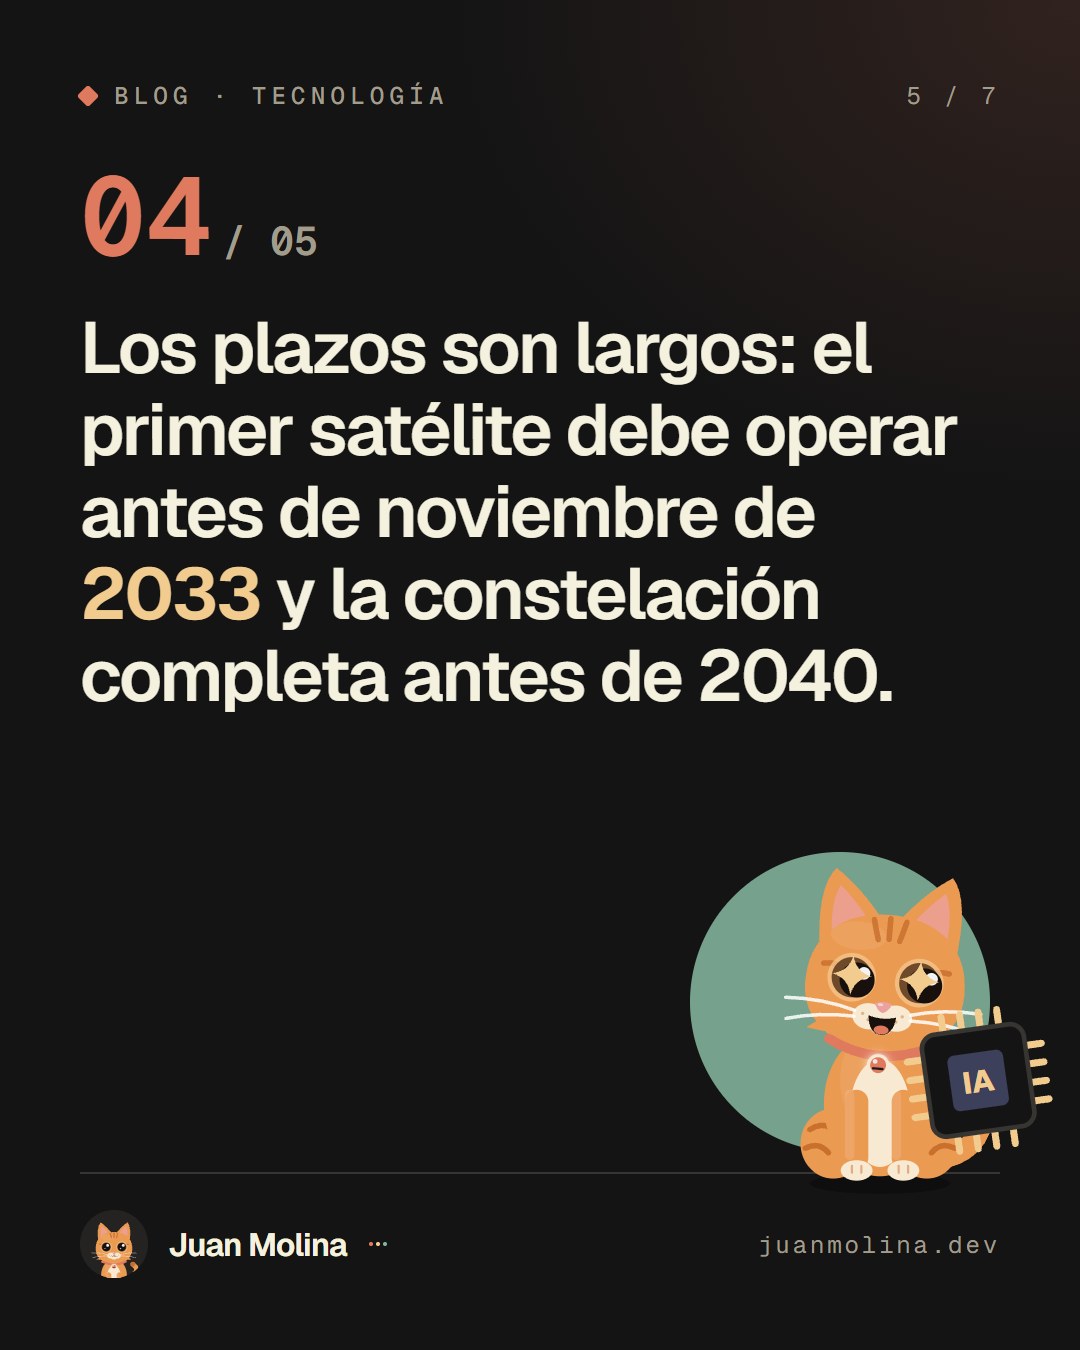 BLOG · TECNOLOGÍA
5 / 7
04 / 05
Los plazos son largos: el
primer satélite debe operar
antes de noviembre de
2033 y la constelación
completa antes de 2040.
IA
Juan Molina
juanmolina.dev